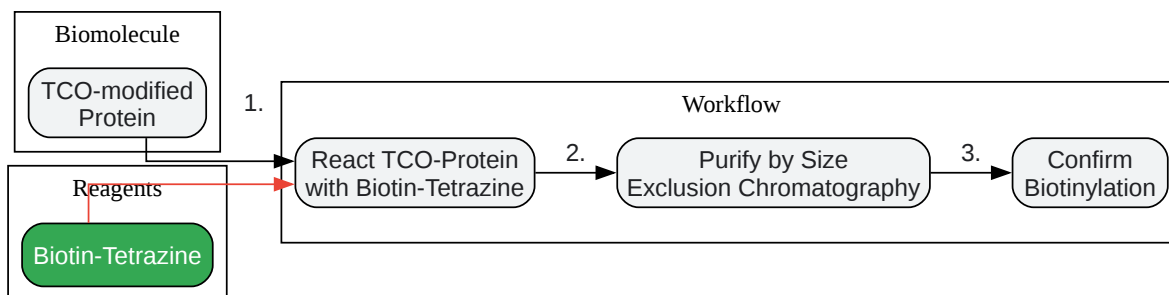 Biomolecule
TCO-modified
Protein
1.
Workflow
React TCO-Protein
with Biotin-Tetrazine
2.
Purify by Size
Exclusion Chromatography
3.
Confirm
Biotinylation
Reagents
Biotin-Tetrazine